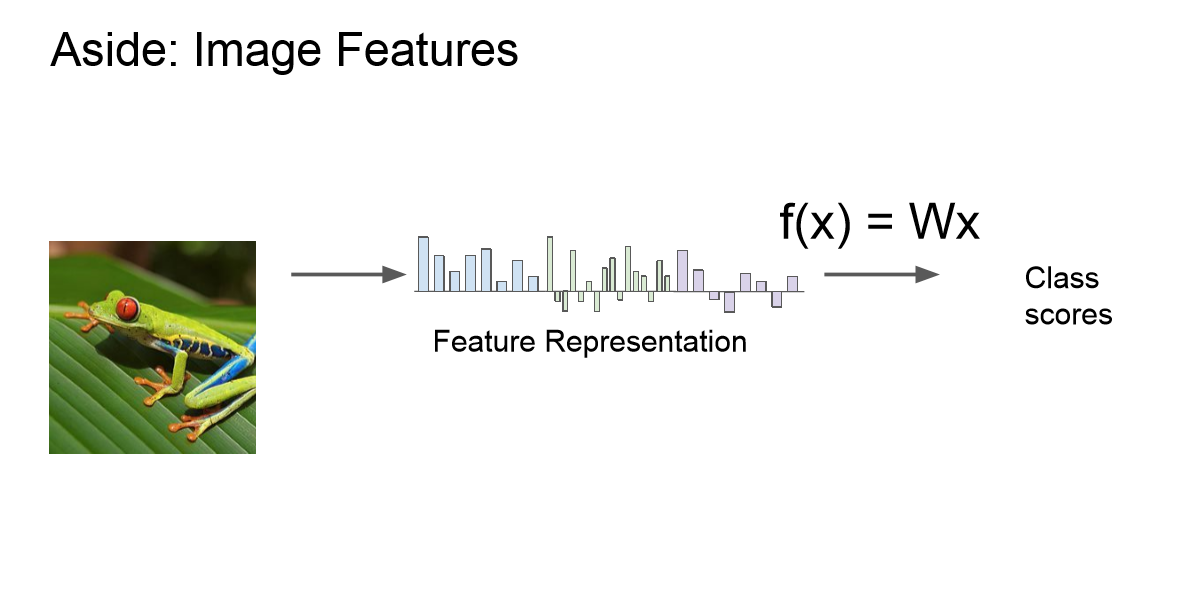 Aside: Image Features
f(x) = Wx
Feature Representation
Class
scores